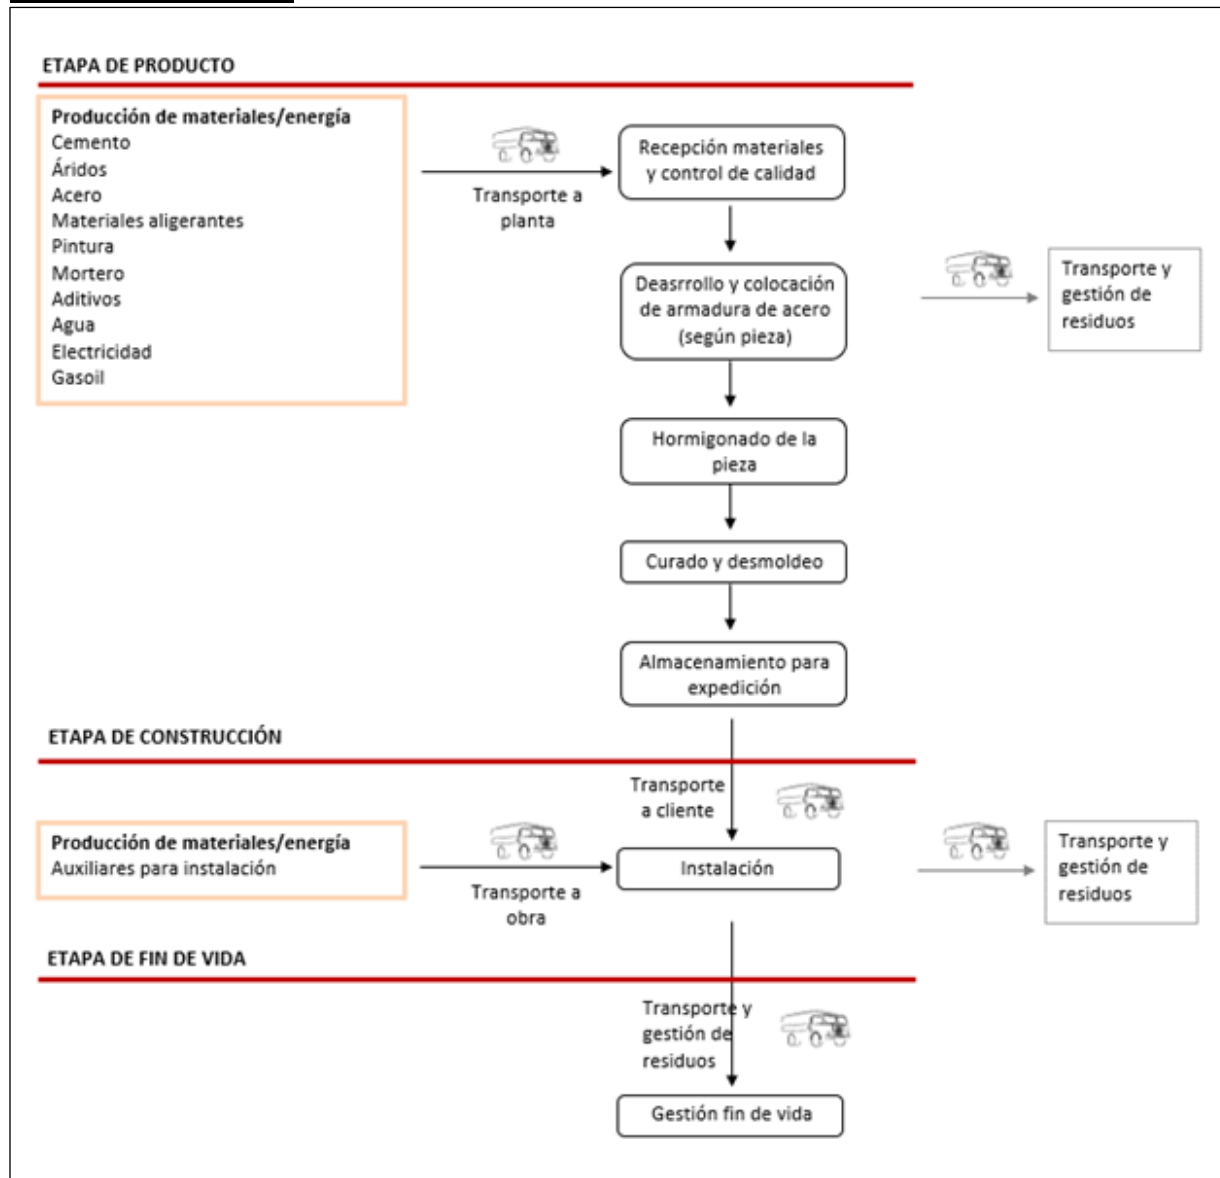 ETAPA DE PRODUCTO
Producción de materiales/energía
Cemento
Áridos
Acero
Materiales aligerantes
Pintura
Mortero
Aditivos
Agua
Electricidad
Gasoil
Transporte a
planta
Recepción materiales
y control de calidad
Deasrrollo y colocación
de armadura de acero
(según pieza)
Transporte y
gestión de
residuos
Hormigonado de la
pieza
Curado y desmoldeo
Almacenamiento para
expedición
ETAPA DE CONSTRUCCIÓN
Transporte
a cliente
Producción de materiales/energía
Auxiliares para instalación
Transporte a
obra
Instalación
Transporte y
gestión de
residuos
ETAPA DE FIN DE VIDA
Transporte y
gestión de
residuos
Gestión fin de vida